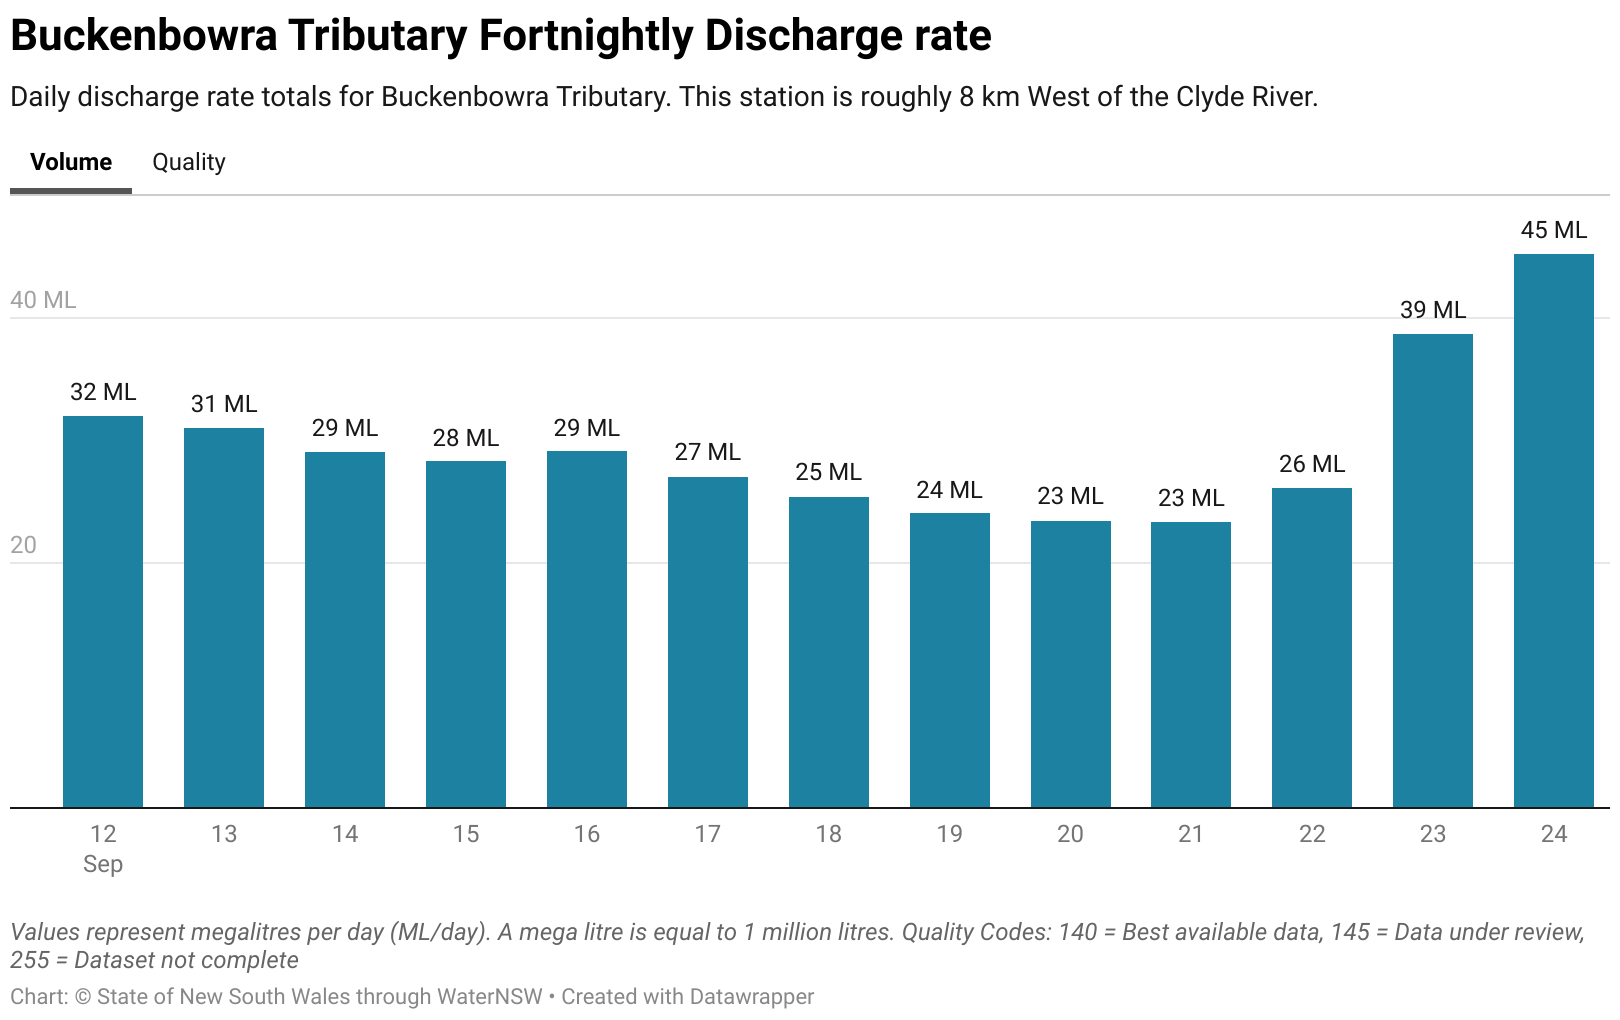 Buckenbowra Tributary Fortnightly Discharge rate
Daily discharge rate totals for Buckenbowra Tributary. This station is roughly 8 km West of the Clyde River.
Volume Quality
45 ML
40 ML
39 ML
32 ML
31 ML
29 ML
28 ML
29 ML
27 ML
25 ML
24 ML
23 ML
23 ML
26 ML
20
12 13 14 15 16 17 18 19 20 21 22 23 24
Sep
Values represent megalitres per day (ML/day). A mega litre is equal to 1 million litres. Quality Codes: 140 = Best available data, 145 = Data under review,
255 = Dataset not complete
Chart: © State of New South Wales through WaterNSW • Created with Datawrapper